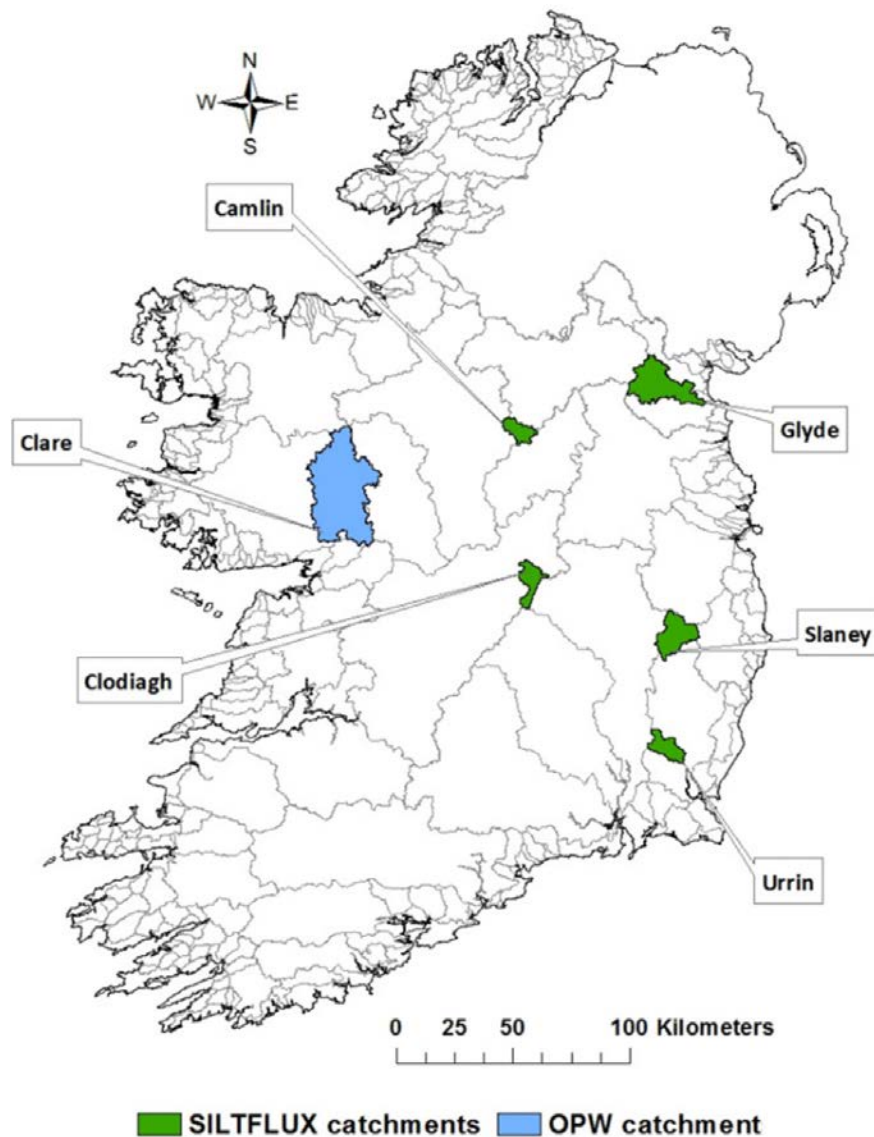 N
W E
S
Camlin
Glyde
Clare
Slaney
Clodiagh
Urrin
0 25 50 100 Kilometers
SILTFLUX catchments OPW catchment